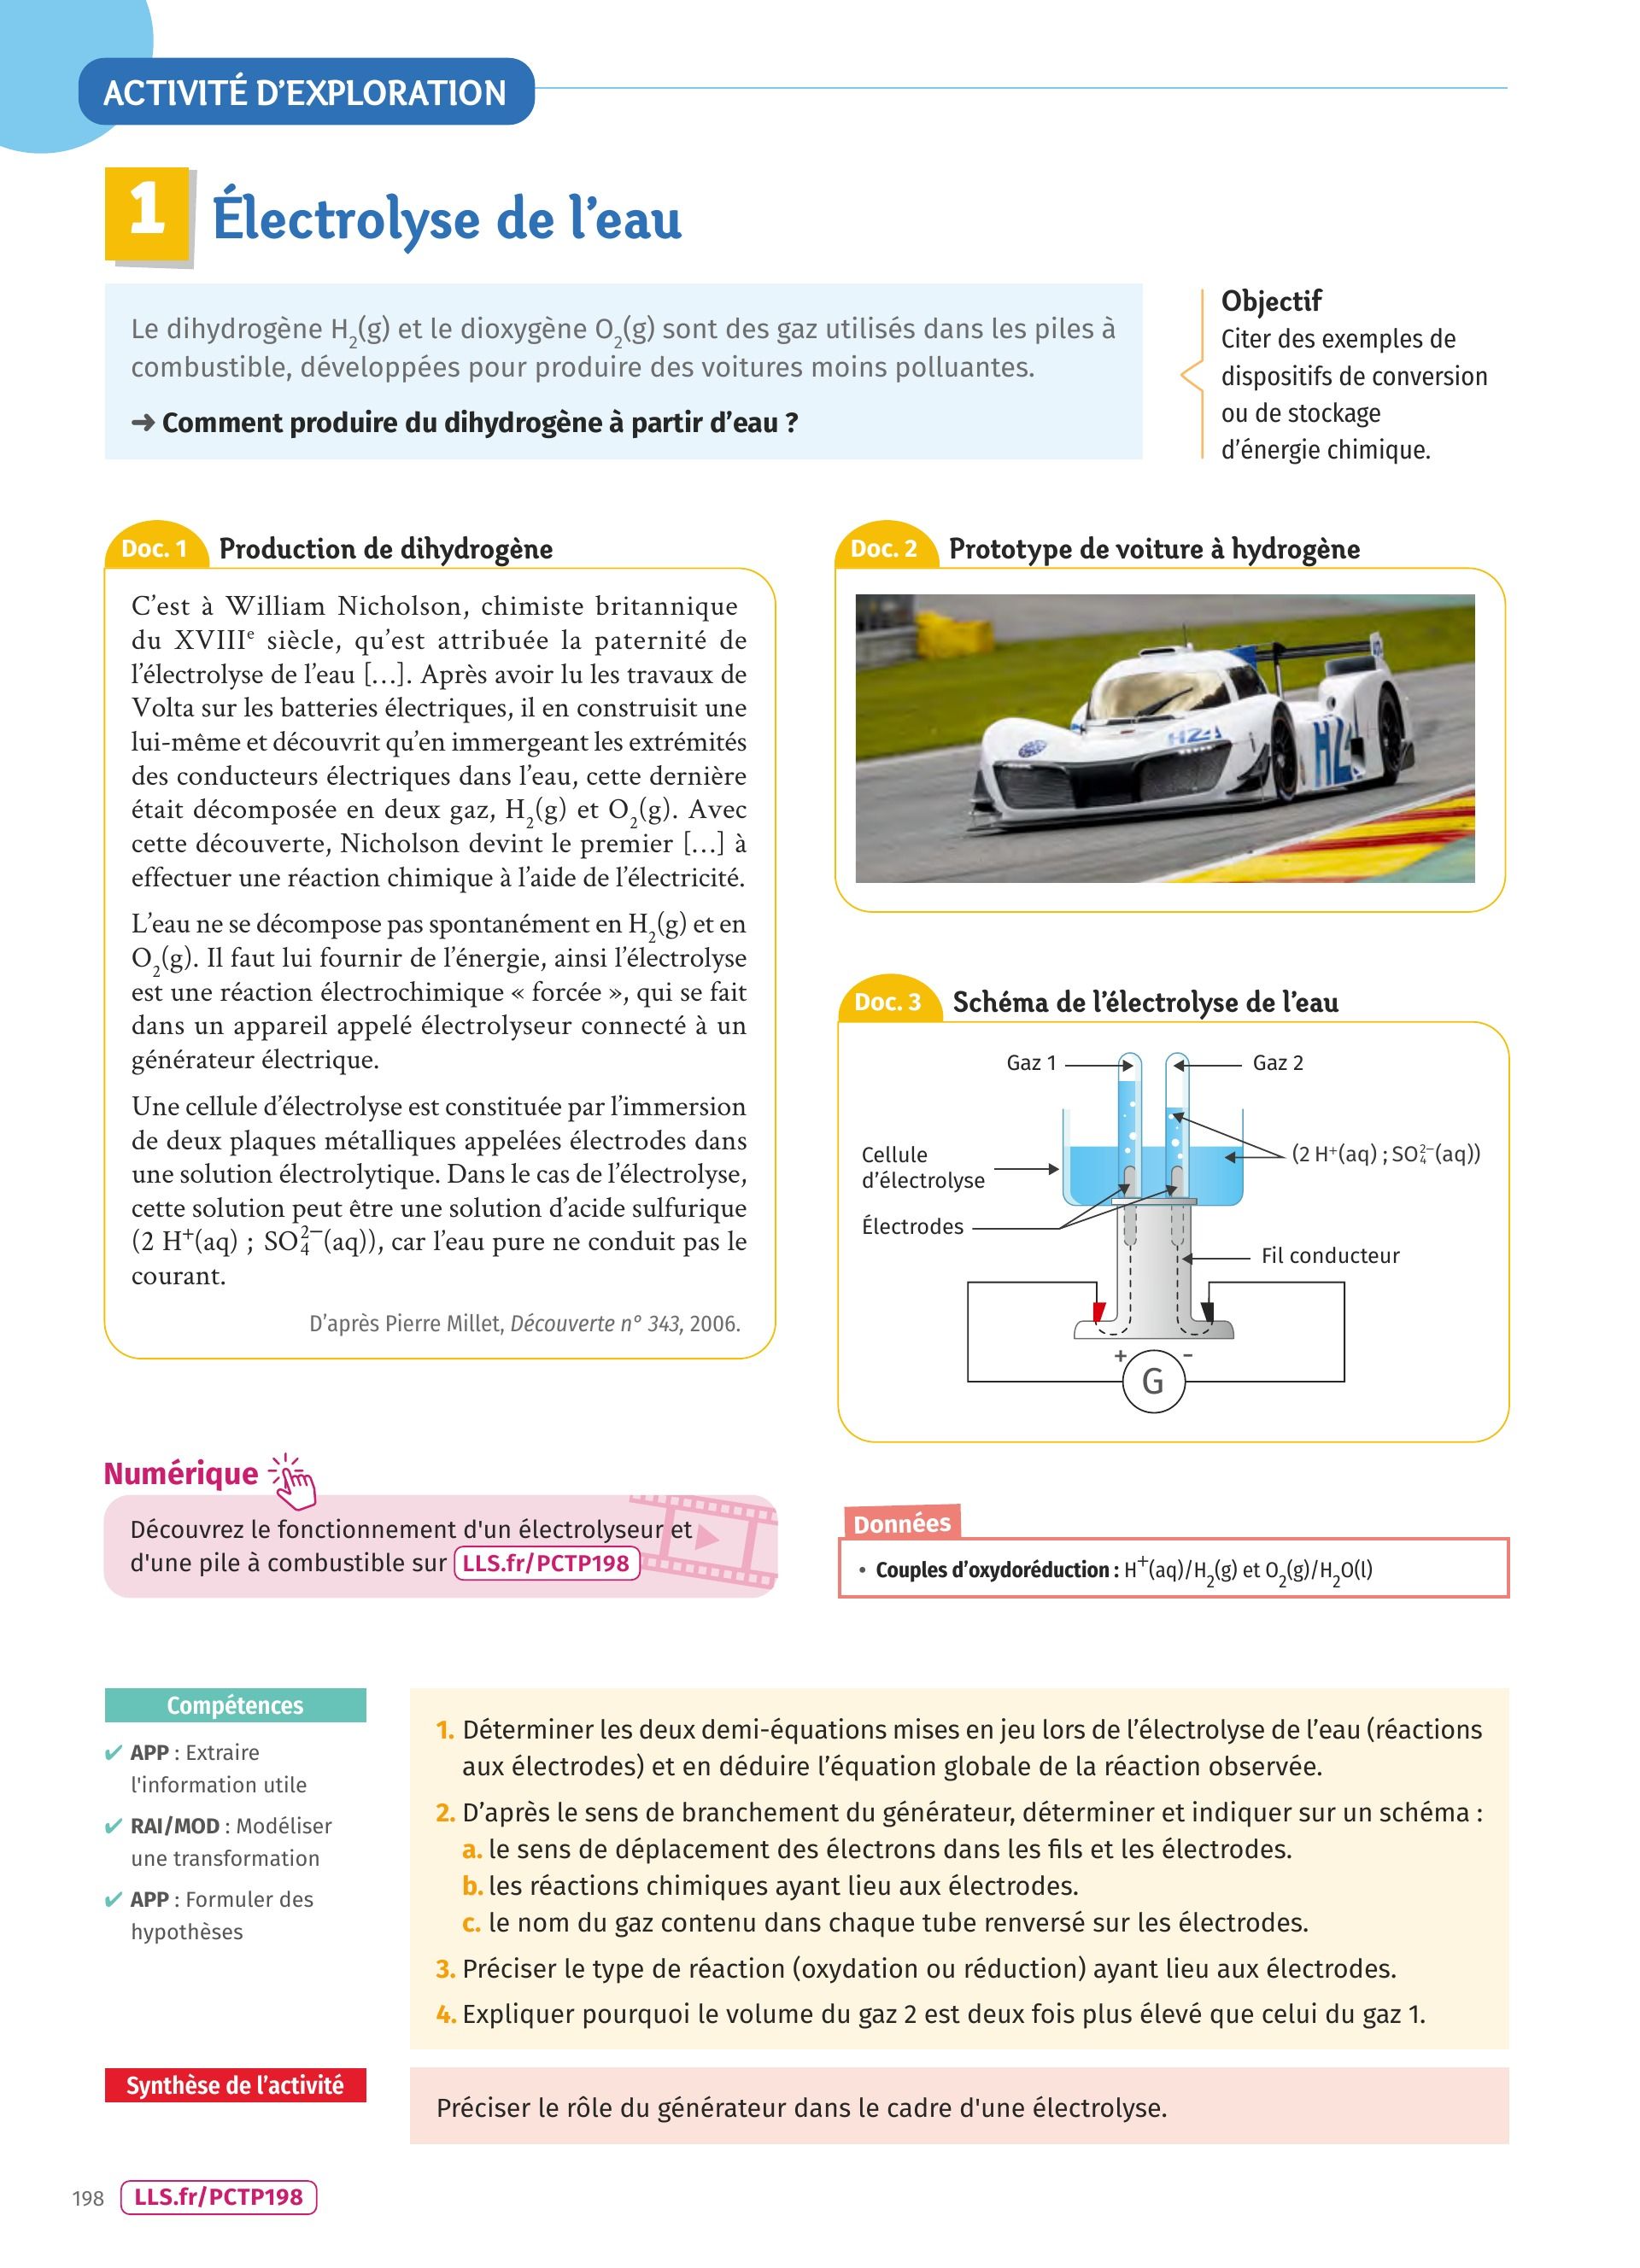 ACTIVITÉ D'EXPLORATION
1 Électrolyse de l'eau
Le dihydrogène H₂(g) et le dioxygène O₂(g) sont des gaz utilisés dans les piles à
combustible, développées pour produire des voitures moins polluantes.
➜ Comment produire du dihydrogène à partir d'eau ?
Objectif
Citer des exemples de
dispositifs de conversion
ou de stockage
d'énergie chimique.
Doc. 1 Production de dihydrogène
C'est à William Nicholson, chimiste britannique
du XVIIIᵉ siècle, qu'est attribuée la paternité de
l'électrolyse de l'eau […]. Après avoir lu les travaux de
Volta sur les batteries électriques, il en construisit une
lui-même et découvrit qu'en immergeant les extrémités
des conducteurs électriques dans l'eau, cette dernière
était décomposée en deux gaz, H₂(g) et O₂(g). Avec
cette découverte, Nicholson devint le premier […] à
effectuer une réaction chimique à l'aide de l'électricité.
L'eau ne se décompose pas spontanément en H₂(g) et en
O₂(g). Il faut lui fournir de l'énergie, ainsi l'électrolyse
est une réaction électrochimique « forcée », qui se fait
dans un appareil appelé électrolyseur connecté à un
générateur électrique.
Une cellule d'électrolyse est constituée par l'immersion
de deux plaques métalliques appelées électrodes dans
une solution électrolytique. Dans le cas de l'électrolyse,
cette solution peut être une solution d'acide sulfurique
(2 H⁺(aq) ; SO₄²⁻(aq)), car l'eau pure ne conduit pas le
courant.
D'après Pierre Millet, Découverte n° 343, 2006.
Doc. 2 Prototype de voiture à hydrogène
H24
H24
Doc. 3 Schéma de l'électrolyse de l'eau
Gaz 1
Gaz 2
Cellule
d'électrolyse
(2 H⁺(aq) ; SO₄²⁻(aq))
Électrodes
Fil conducteur
+ −
G
Numérique
Découvrez le fonctionnement d'un électrolyseur et
d'une pile à combustible sur LLS.fr/PCTP198
Données
• Couples d'oxydoréduction : H⁺(aq)/H₂(g) et O₂(g)/H₂O(l)
Compétences
✔ APP : Extraire
l'information utile
✔ RAI/MOD : Modéliser
une transformation
✔ APP : Formuler des
hypothèses
1. Déterminer les deux demi-équations mises en jeu lors de l'électrolyse de l'eau (réactions
aux électrodes) et en déduire l'équation globale de la réaction observée.
2. D'après le sens de branchement du générateur, déterminer et indiquer sur un schéma :
a. le sens de déplacement des électrons dans les fils et les électrodes.
b. les réactions chimiques ayant lieu aux électrodes.
c. le nom du gaz contenu dans chaque tube renversé sur les électrodes.
3. Préciser le type de réaction (oxydation ou réduction) ayant lieu aux électrodes.
4. Expliquer pourquoi le volume du gaz 2 est deux fois plus élevé que celui du gaz 1.
Synthèse de l'activité
Préciser le rôle du générateur dans le cadre d'une électrolyse.
198 LLS.fr/PCTP198